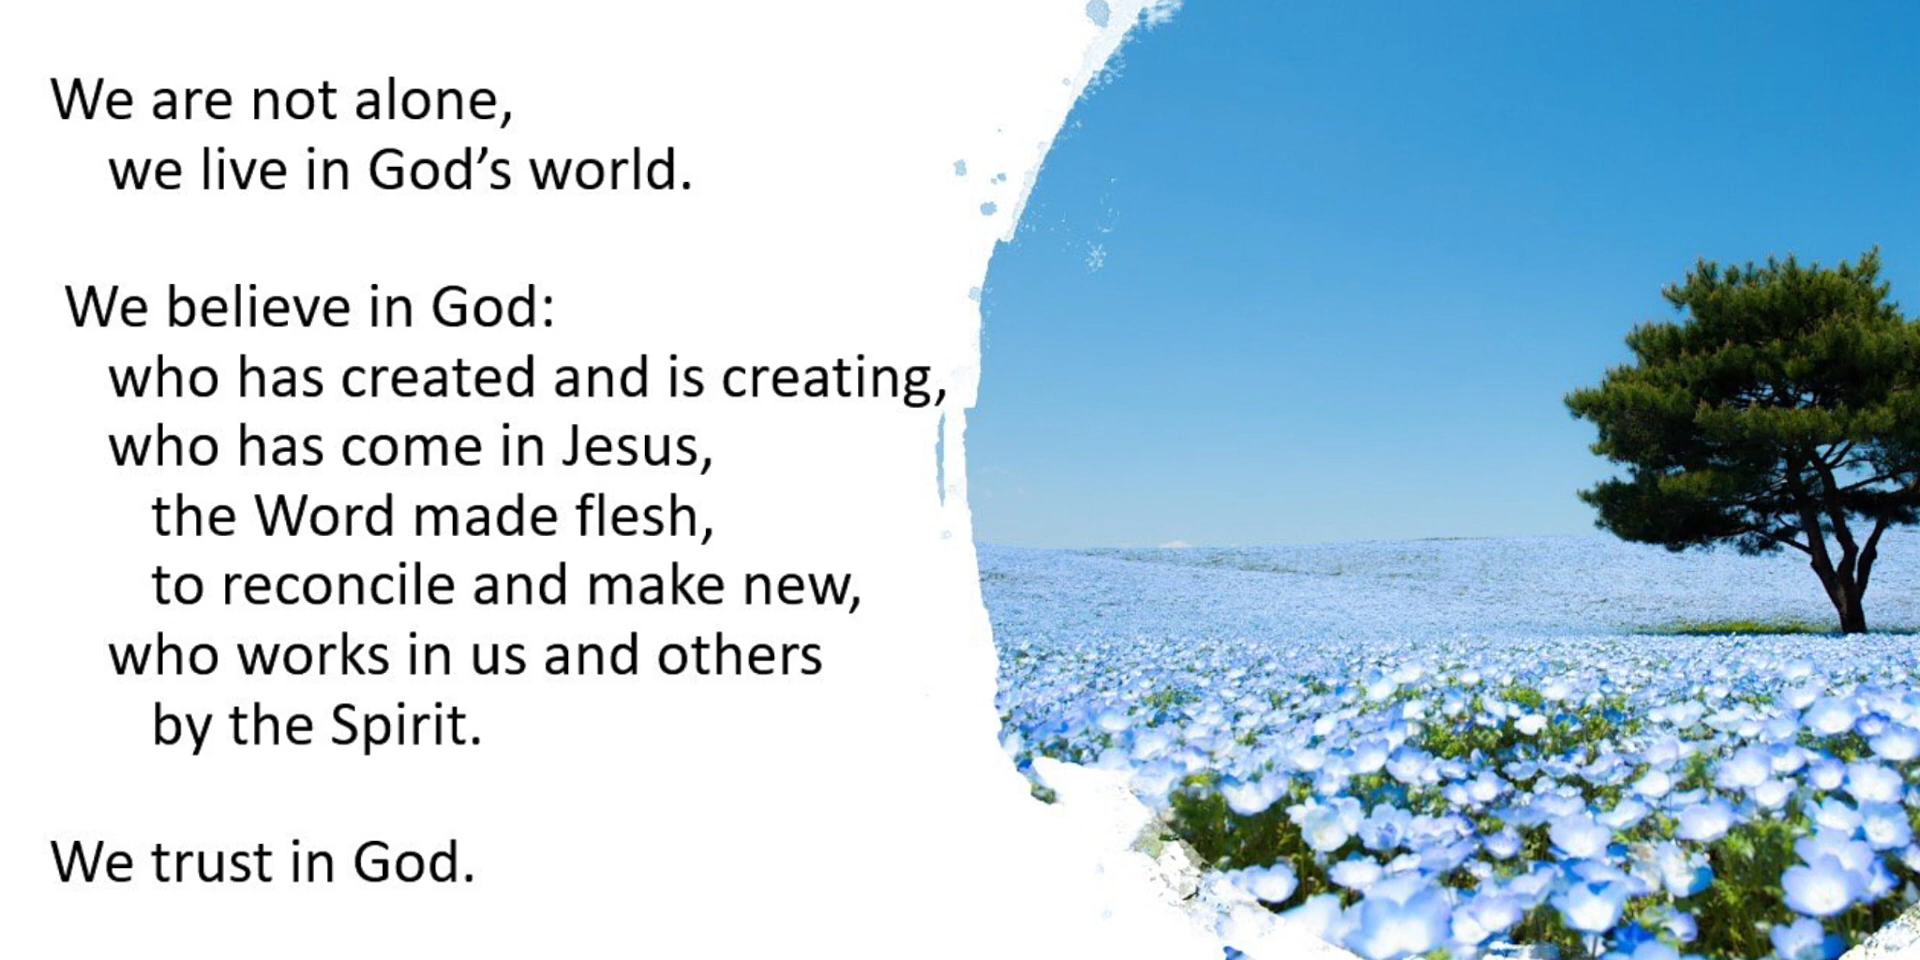 We are not alone,
we live in God’s world.
We believe in God:
who has created and is creating,
who has come in Jesus,
the Word made flesh,
to reconcile and make new,
who works in us and others
by the Spirit.
We trust in God.